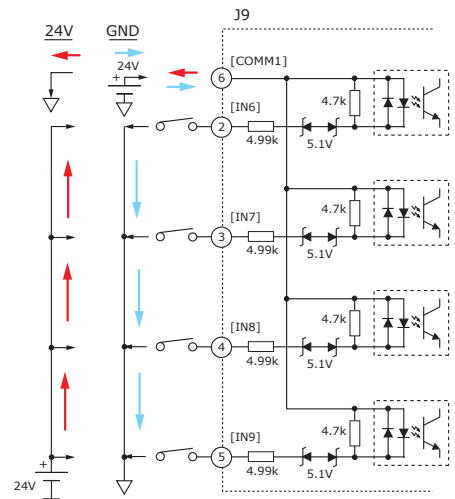 J9
24V
GND
24V
+
[COMM1]
6
4.7k
[IN6]
2
4.99k
5.1V
[IN7]
4.7k
3
4.99k
5.1V
[IN8]
4.7k
4
4.99k
5.1V
[IN9]
4.7k
5
4.99k
5.1V
+
24V